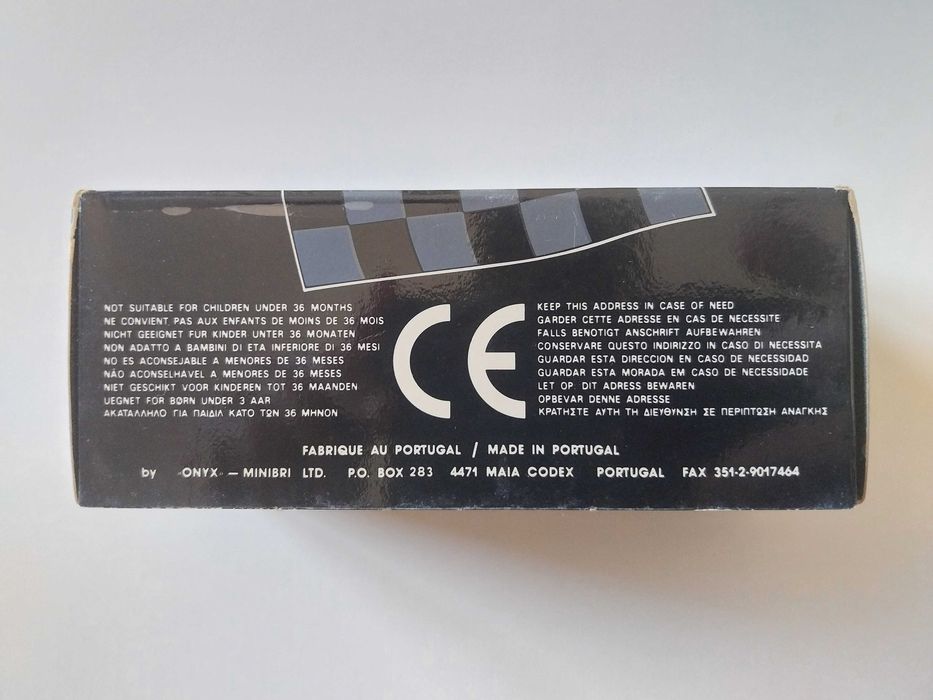 NOT SUITABLE FOR CHILDREN UNDER 36 MONTHS
NE CONVIENT PAS AUX ENFANTS DE MOINS DE 36 MOIS
NICHT GEEIGNET FUR KINDER UNTER 36 MONATEN
NON ADATTO A BAMBINI DI ETA INFERIORE DI 36 MESI
NO ES ACONSEJABLE A MENORES DE 36 MESES
NÃO ACONSELHAVEL A MENORES DE 36 MESES
NIET GESCHIKT VOOR KINDEREN TOT 36 MAANDEN
UEGNET FOR BØRN UNDER 3 AAR
ΑΚΑΤΑΛΛΗΛΟ ΓΙΑ ΠΑΙΔΙΑ ΚΑΤΟ ΤΩΝ 36 ΜΗΝΟΝ
CE
KEEP THIS ADDRESS IN CASE OF NEED
GARDER CETTE ADRESSE EN CAS DE NECESSITE
FALLS BENOTIGT ANSCHRIFT AUFBEWAHREN
CONSERVARE QUESTO INDIRIZZO IN CASO DI NECESSITA
GUARDAR ESTA DIRECCION EN CASO DE NECESSIDAD
GUARDAR ESTA MORADA EM CASO DE NECESSIDADE
LET OP: DIT ADRESS BEWAREN
OPBEVAR DENNE ADRESSE
ΚΡΑΤΗΣΤΕ ΑΥΤΗ ΤΗ ΔΙΕΥΘΥΝΣΗ ΣΕ ΠΕΡΙΠΤΩΣΗ ΑΝΑΓΚΗΣ
FABRIQUE AU PORTUGAL / MADE IN PORTUGAL
by «ONYX» — MINIBRI LTD. P.O. BOX 283 4471 MAIA CODEX PORTUGAL FAX 351-2-9017464